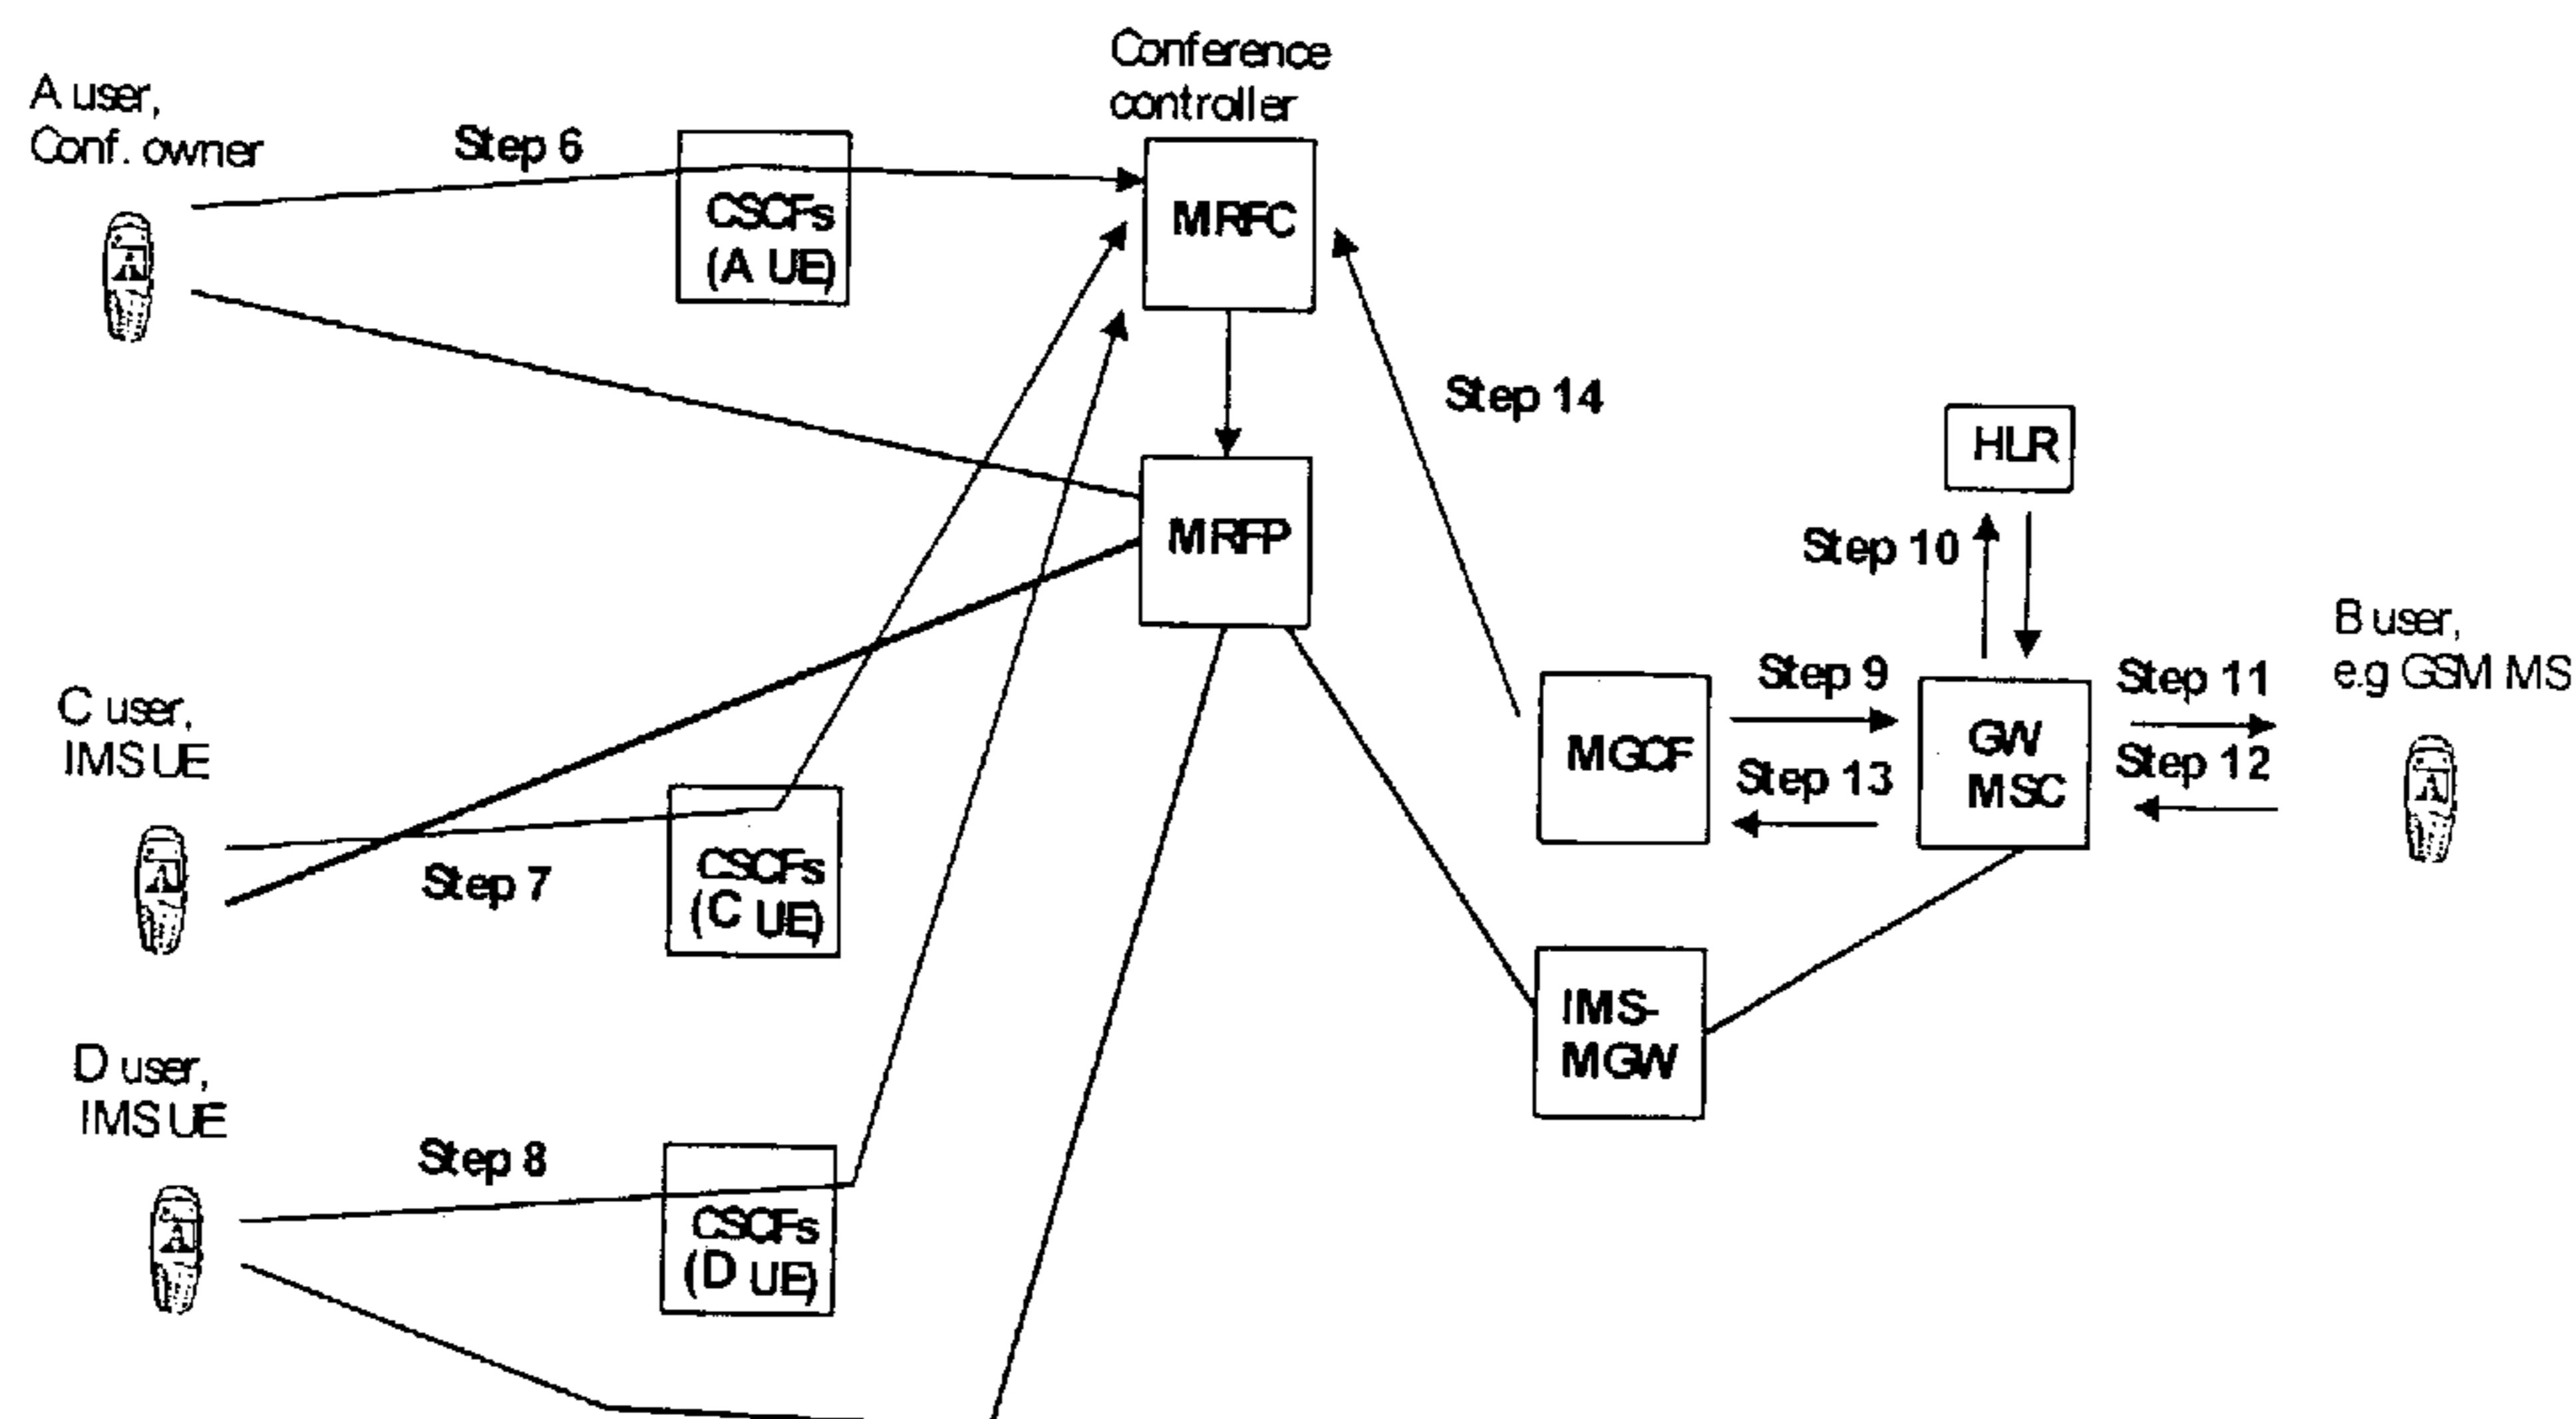 Conference
controller
A user,
Conf. owner
Step 6
CSCFs
(A UE)
MRFC
Step 14
HLR
MRFP
Step 10
B user,
e.g GSM MS
C user,
IMS UE
Step 9
Step 11
MGCF
GW
MSC
Step 13
Step 12
Step 7
CSCFs
(C UE)
IMS-
MGW
D user,
IMS UE
Step 8
CSCFs
(D UE)